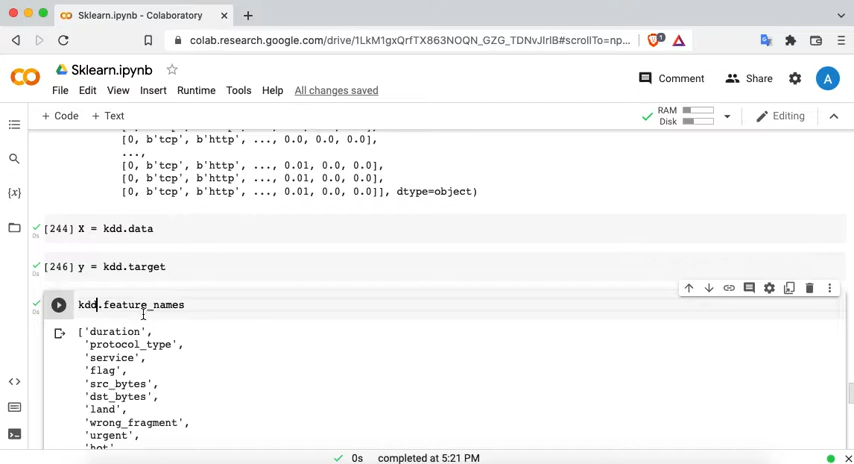 Sklearn.ipynb - Colaboratory
colab.research.google.com/drive/1LkM1gxQrfTX863NOQN_GZG_TDNvJIrlB#scrollTo=np...
1
Sklearn.ipynb
Comment
Share
A
File Edit View Insert Runtime Tools Help All changes saved
+ Code + Text
RAM
Disk
Editing
[0, b'tcp', b'http', ..., 0.0, 0.0, 0.0],
...,
[0, b'tcp', b'http', ..., 0.01, 0.0, 0.0],
[0, b'tcp', b'http', ..., 0.01, 0.0, 0.0],
[0, b'tcp', b'http', ..., 0.01, 0.0, 0.0]], dtype=object)
{x}
[244] X = kdd.data
0s
[246] y = kdd.target
0s
kdd.feature_names
0s
['duration',
'protocol_type',
'service',
'flag',
'src_bytes',
'dst_bytes',
'land',
'wrong_fragment',
'urgent',
'hot',
0s completed at 5:21 PM